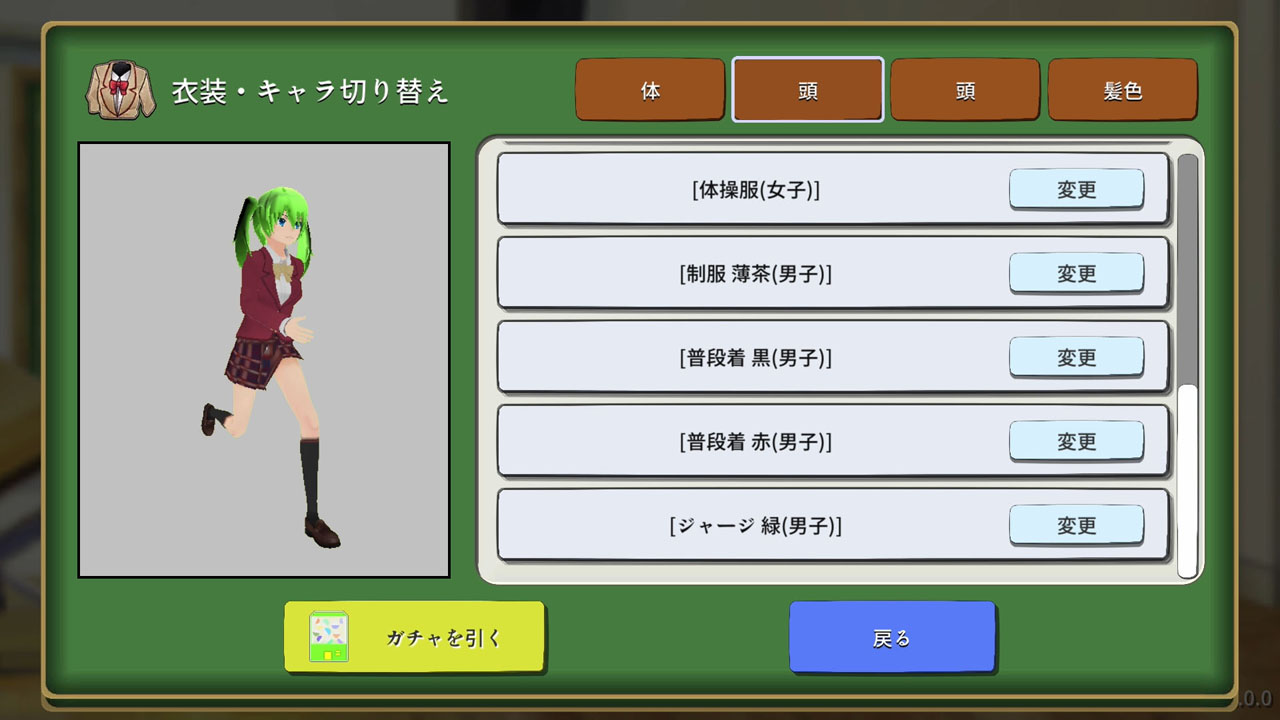 衣装・キャラ切り替え
体
頭
頭
髪色
[体操服(女子)]
変更
[制服 薄茶(男子)]
変更
[普段着 黒(男子)]
変更
[普段着 赤(男子)]
変更
[ジャージ 緑(男子)]
変更
ガチャを引く
戻る
.0.0